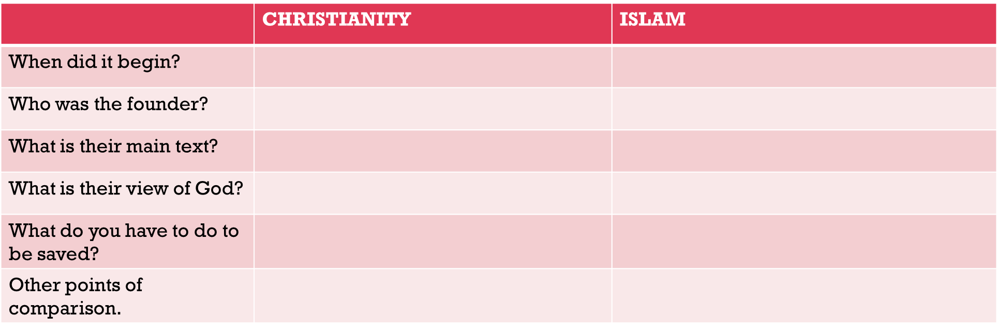 CHRISTIANITY ISLAM
When did it begin?
Who was the founder?
What is their main text?
What is their view of God?
What do you have to do to
be saved?
Other points of
comparison.